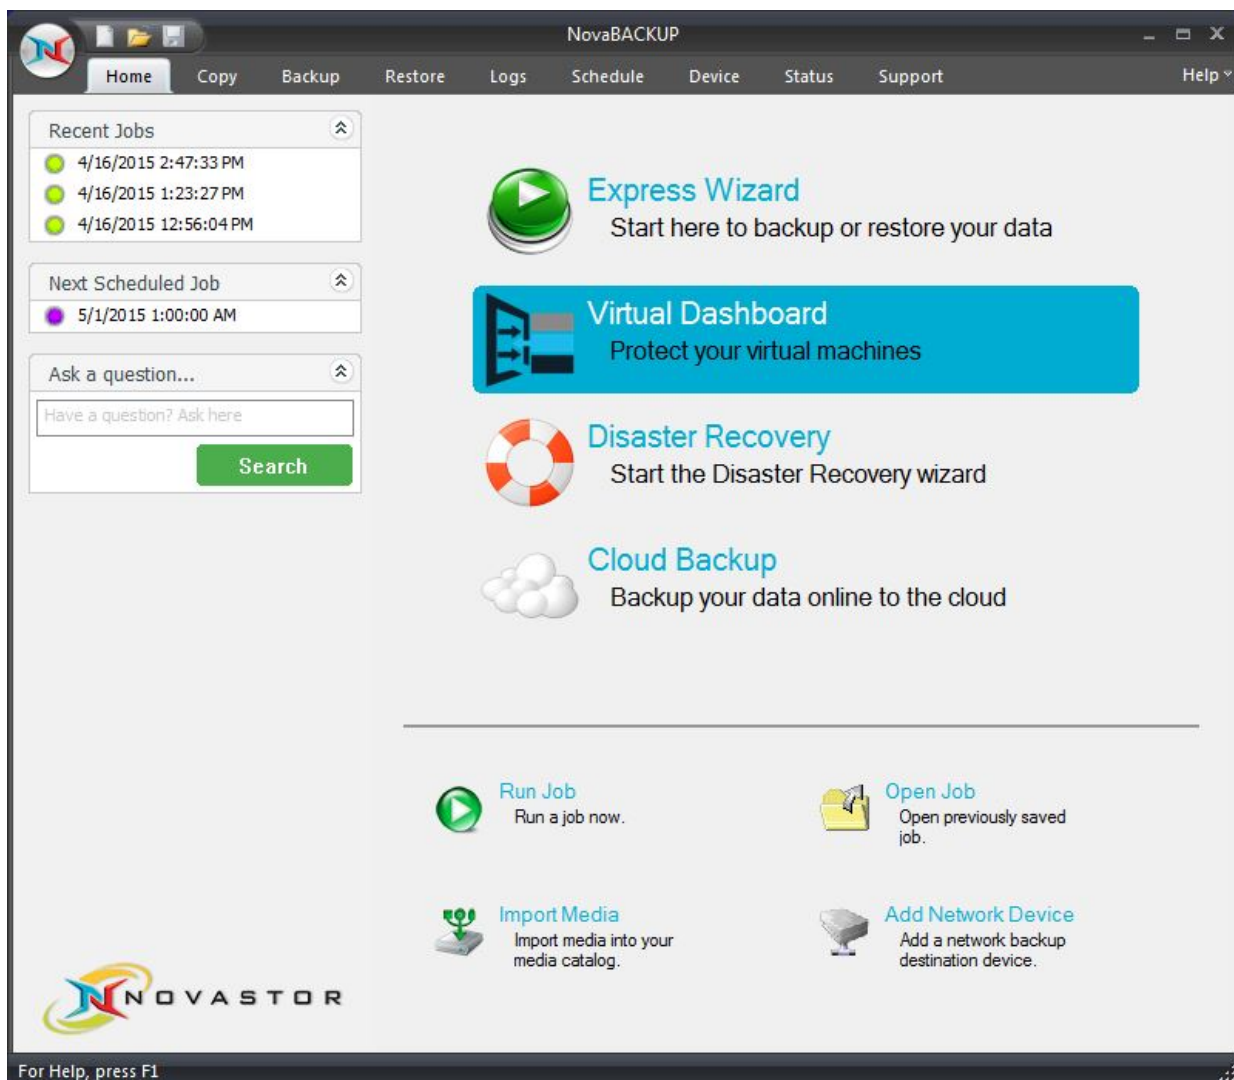 NovaBACKUP
Home Copy Backup Restore Logs Schedule Device Status Support Help
Recent Jobs
4/16/2015 2:47:33 PM
4/16/2015 1:23:27 PM
4/16/2015 12:56:04 PM
Next Scheduled Job
5/1/2015 1:00:00 AM
Ask a question...
Have a question? Ask here
Search
Express Wizard
Start here to backup or restore your data
Virtual Dashboard
Protect your virtual machines
Disaster Recovery
Start the Disaster Recovery wizard
Cloud Backup
Backup your data online to the cloud
Run Job
Run a job now.
Open Job
Open previously saved
job.
Import Media
Import media into your
media catalog.
Add Network Device
Add a network backup
destination device.
NOVASTOR
For Help, press F1